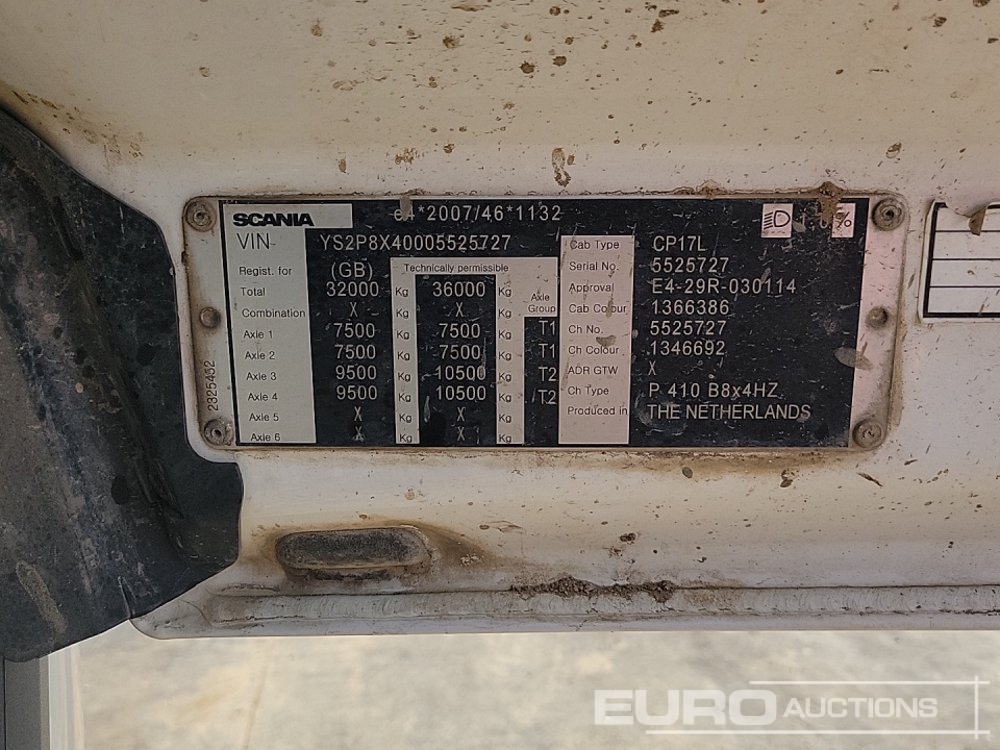 SCANIA e4*2007/46*1132
VIN YS2P8X40005525727 Cab Type CP17L
Regist. for (GB) Technically permissible Serial No. 5525727
Total 32000 Kg 36000 Kg Axle Group Approval E4-29R-030114
Combination X Kg X Kg Cab Colour 1366386
Axle 1 7500 Kg 7500 Kg T1 Ch No. 5525727
Axle 2 7500 Kg 7500 Kg T1 Ch Colour 1346692
Axle 3 9500 Kg 10500 Kg T2 ADR GTW X
Axle 4 9500 Kg 10500 Kg T2 Ch Type P 410 B8x4HZ
Axle 5 X Kg X Kg Produced in THE NETHERLANDS
Axle 6 X Kg X Kg
2325452
EURO AUCTIONS